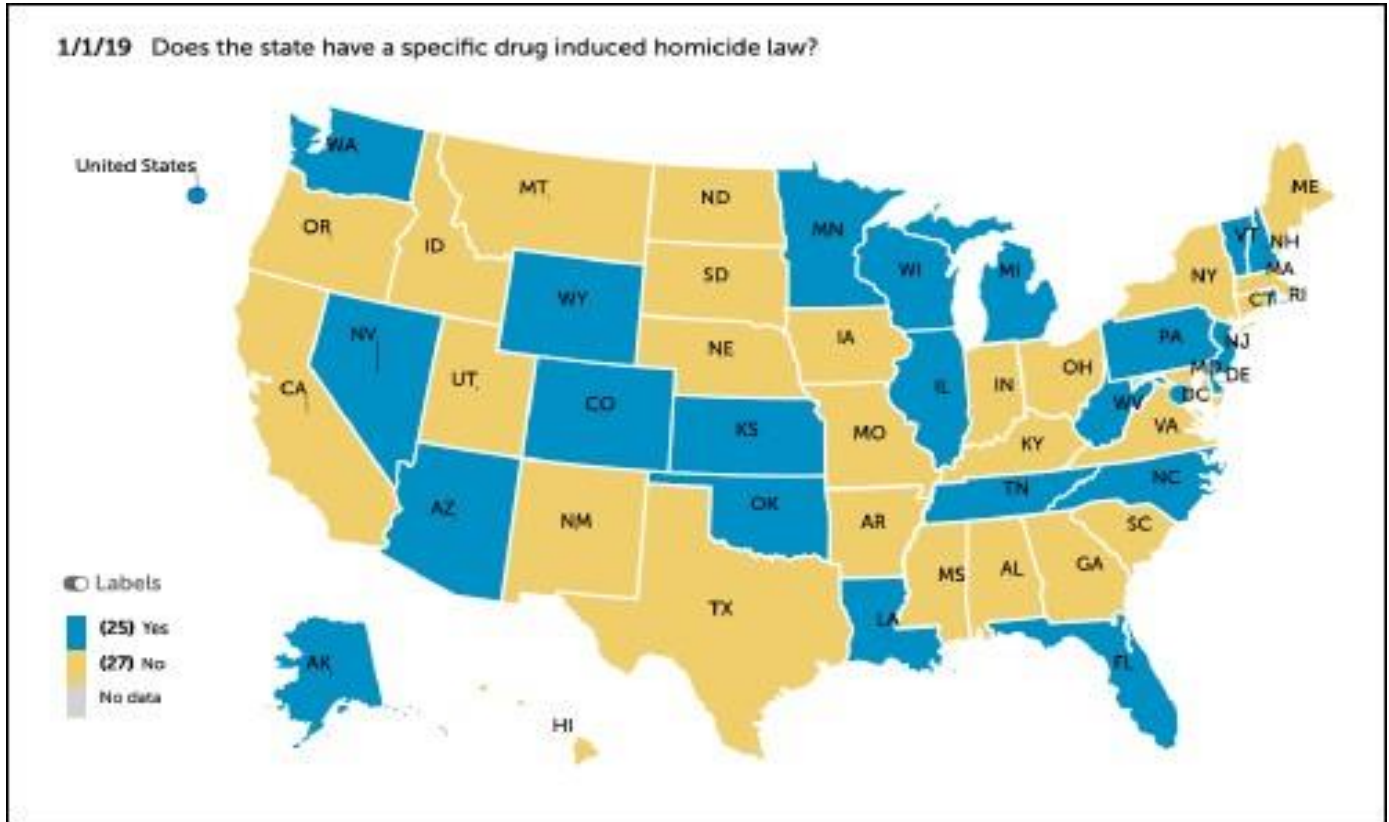 1/1/19 Does the state have a specific drug induced homicide law?
United States
WA
MT
ND
MN
ME
OR
ID
SD
WI
MI
VT
NH
NY
MA
WY
CT
RI
NV
IA
PA
NJ
NE
UT
IL
IN
OH
MD
DE
CA
CO
DC
WV
KS
MO
KY
VA
AZ
NM
OK
TN
NC
AR
SC
MS
AL
GA
TX
LA
AK
FL
HI
Labels
(25) Yes
(27) No
No data